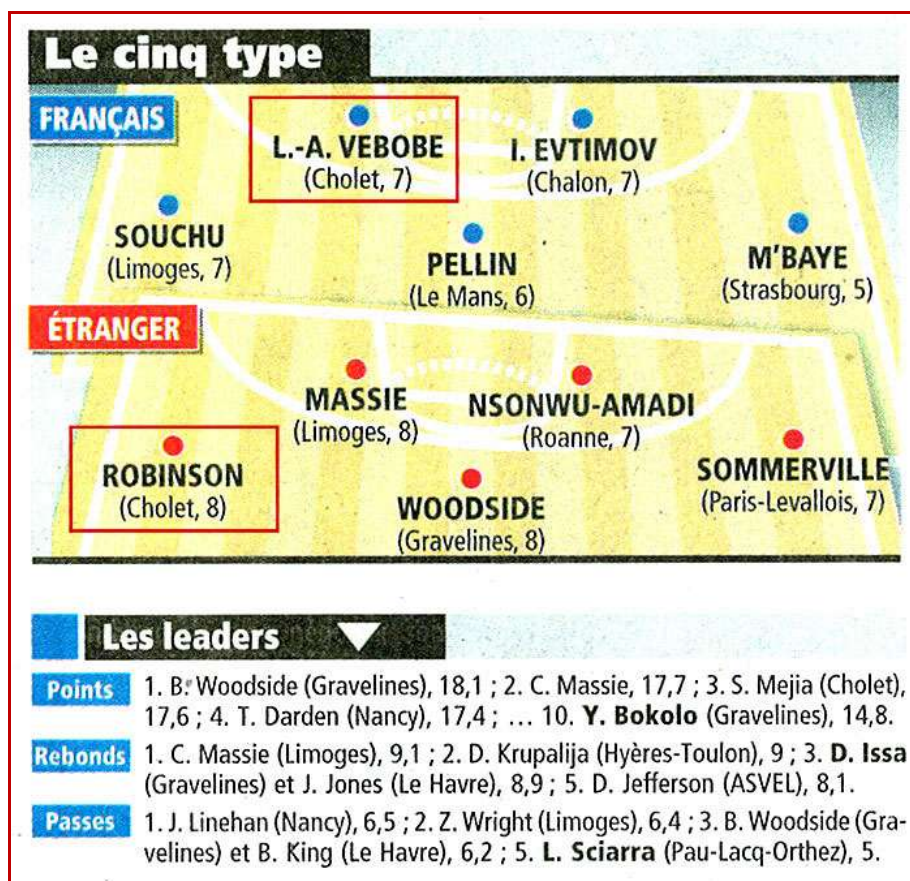 Le cinq type
FRANÇAIS
L.-A. VEBOBE
(Cholet, 7)
I. EVTIMOV
(Chalon, 7)
SOUCHU
(Limoges, 7)
PELLIN
(Le Mans, 6)
M'BAYE
(Strasbourg, 5)
ÉTRANGER
MASSIE
(Limoges, 8)
NSONWU-AMADI
(Roanne, 7)
ROBINSON
(Cholet, 8)
WOODSIDE
(Gravelines, 8)
SOMMERVILLE
(Paris-Levallois, 7)
Les leaders
Points 1. B. Woodside (Gravelines), 18,1 ; 2. C. Massie, 17,7 ; 3. S. Mejia (Cholet),
17,6 ; 4. T. Darden (Nancy), 17,4 ; … 10. Y. Bokolo (Gravelines), 14,8.
Rebonds 1. C. Massie (Limoges), 9,1 ; 2. D. Krupalija (Hyères-Toulon), 9 ; 3. D. Issa
(Gravelines) et J. Jones (Le Havre), 8,9 ; 5. D. Jefferson (ASVEL), 8,1.
Passes 1. J. Linehan (Nancy), 6,5 ; 2. Z. Wright (Limoges), 6,4 ; 3. B. Woodside (Gra-
velines) et B. King (Le Havre), 6,2 ; 5. L. Sciarra (Pau-Lacq-Orthez), 5.